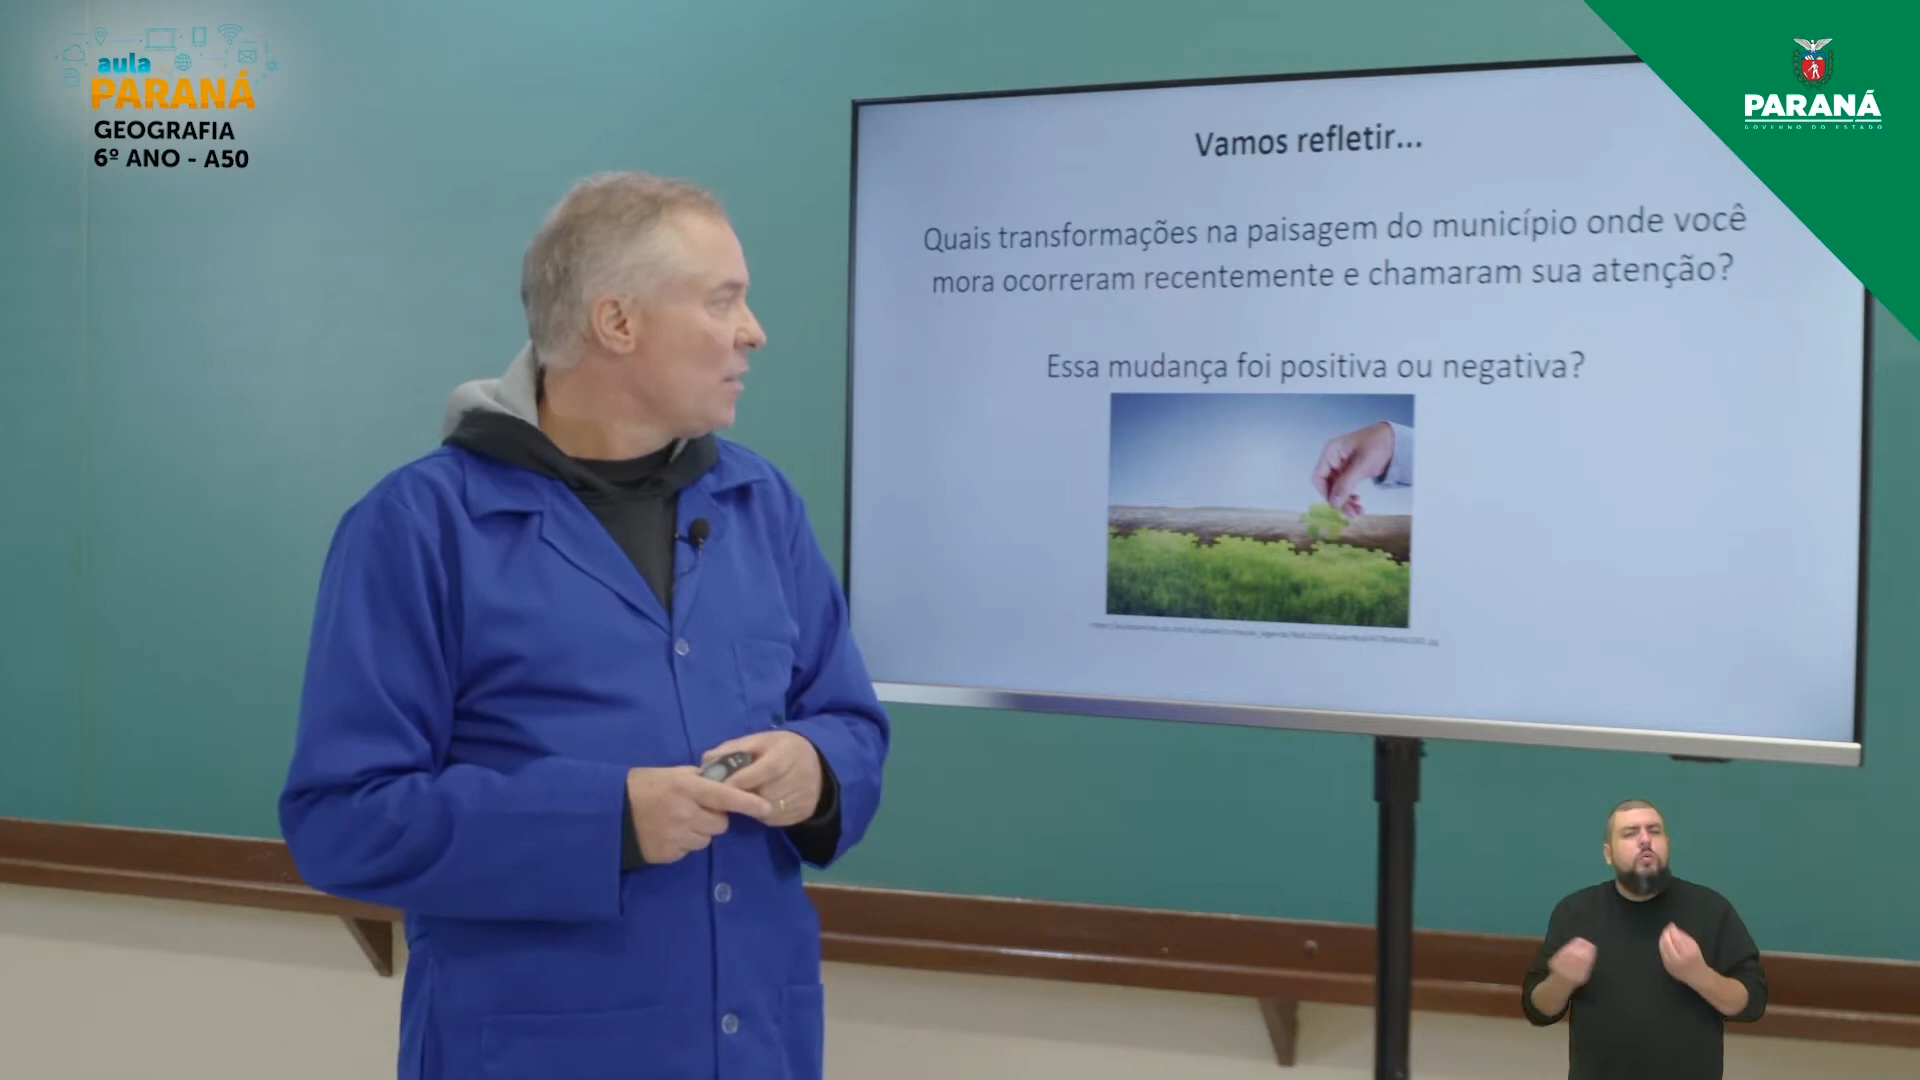 aula
PARANÁ
GEOGRAFIA
6º ANO - A50
PARANÁ
GOVERNO DO ESTADO
Vamos refletir...
Quais transformações na paisagem do município onde você
mora ocorreram recentemente e chamaram sua atenção?
Essa mudança foi positiva ou negativa?